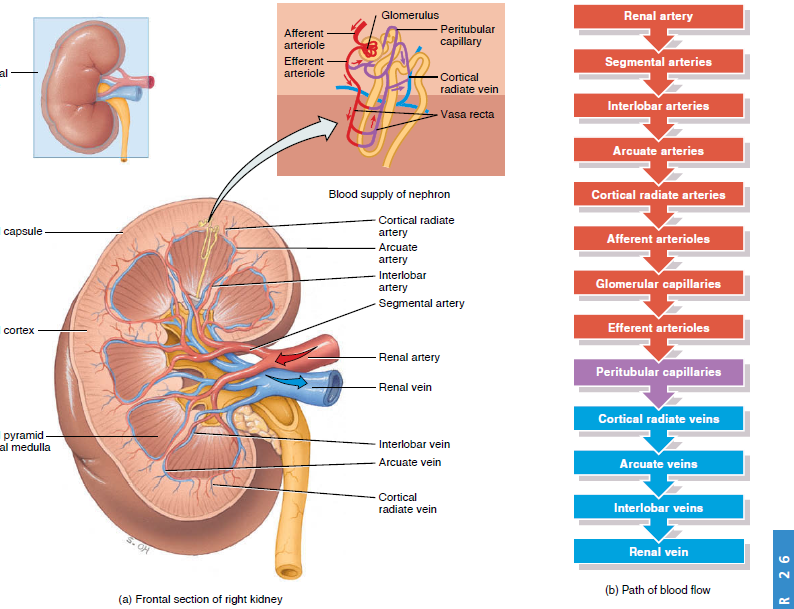 al
Afferent
arteriole
Efferent
arteriole
Glomerulus
Peritubular
capillary
Cortical
radiate vein
Vasa recta
Blood supply of nephron
capsule
cortex
pyramid
al medulla
Cortical radiate
artery
Arcuate
artery
Interlobar
artery
Segmental artery
Renal artery
Renal vein
Interlobar vein
Arcuate vein
Cortical
radiate vein
(a) Frontal section of right kidney
Renal artery
Segmental arteries
Interlobar arteries
Arcuate arteries
Cortical radiate arteries
Afferent arterioles
Glomerular capillaries
Efferent arterioles
Peritubular capillaries
Cortical radiate veins
Arcuate veins
Interlobar veins
Renal vein
(b) Path of blood flow
R 26